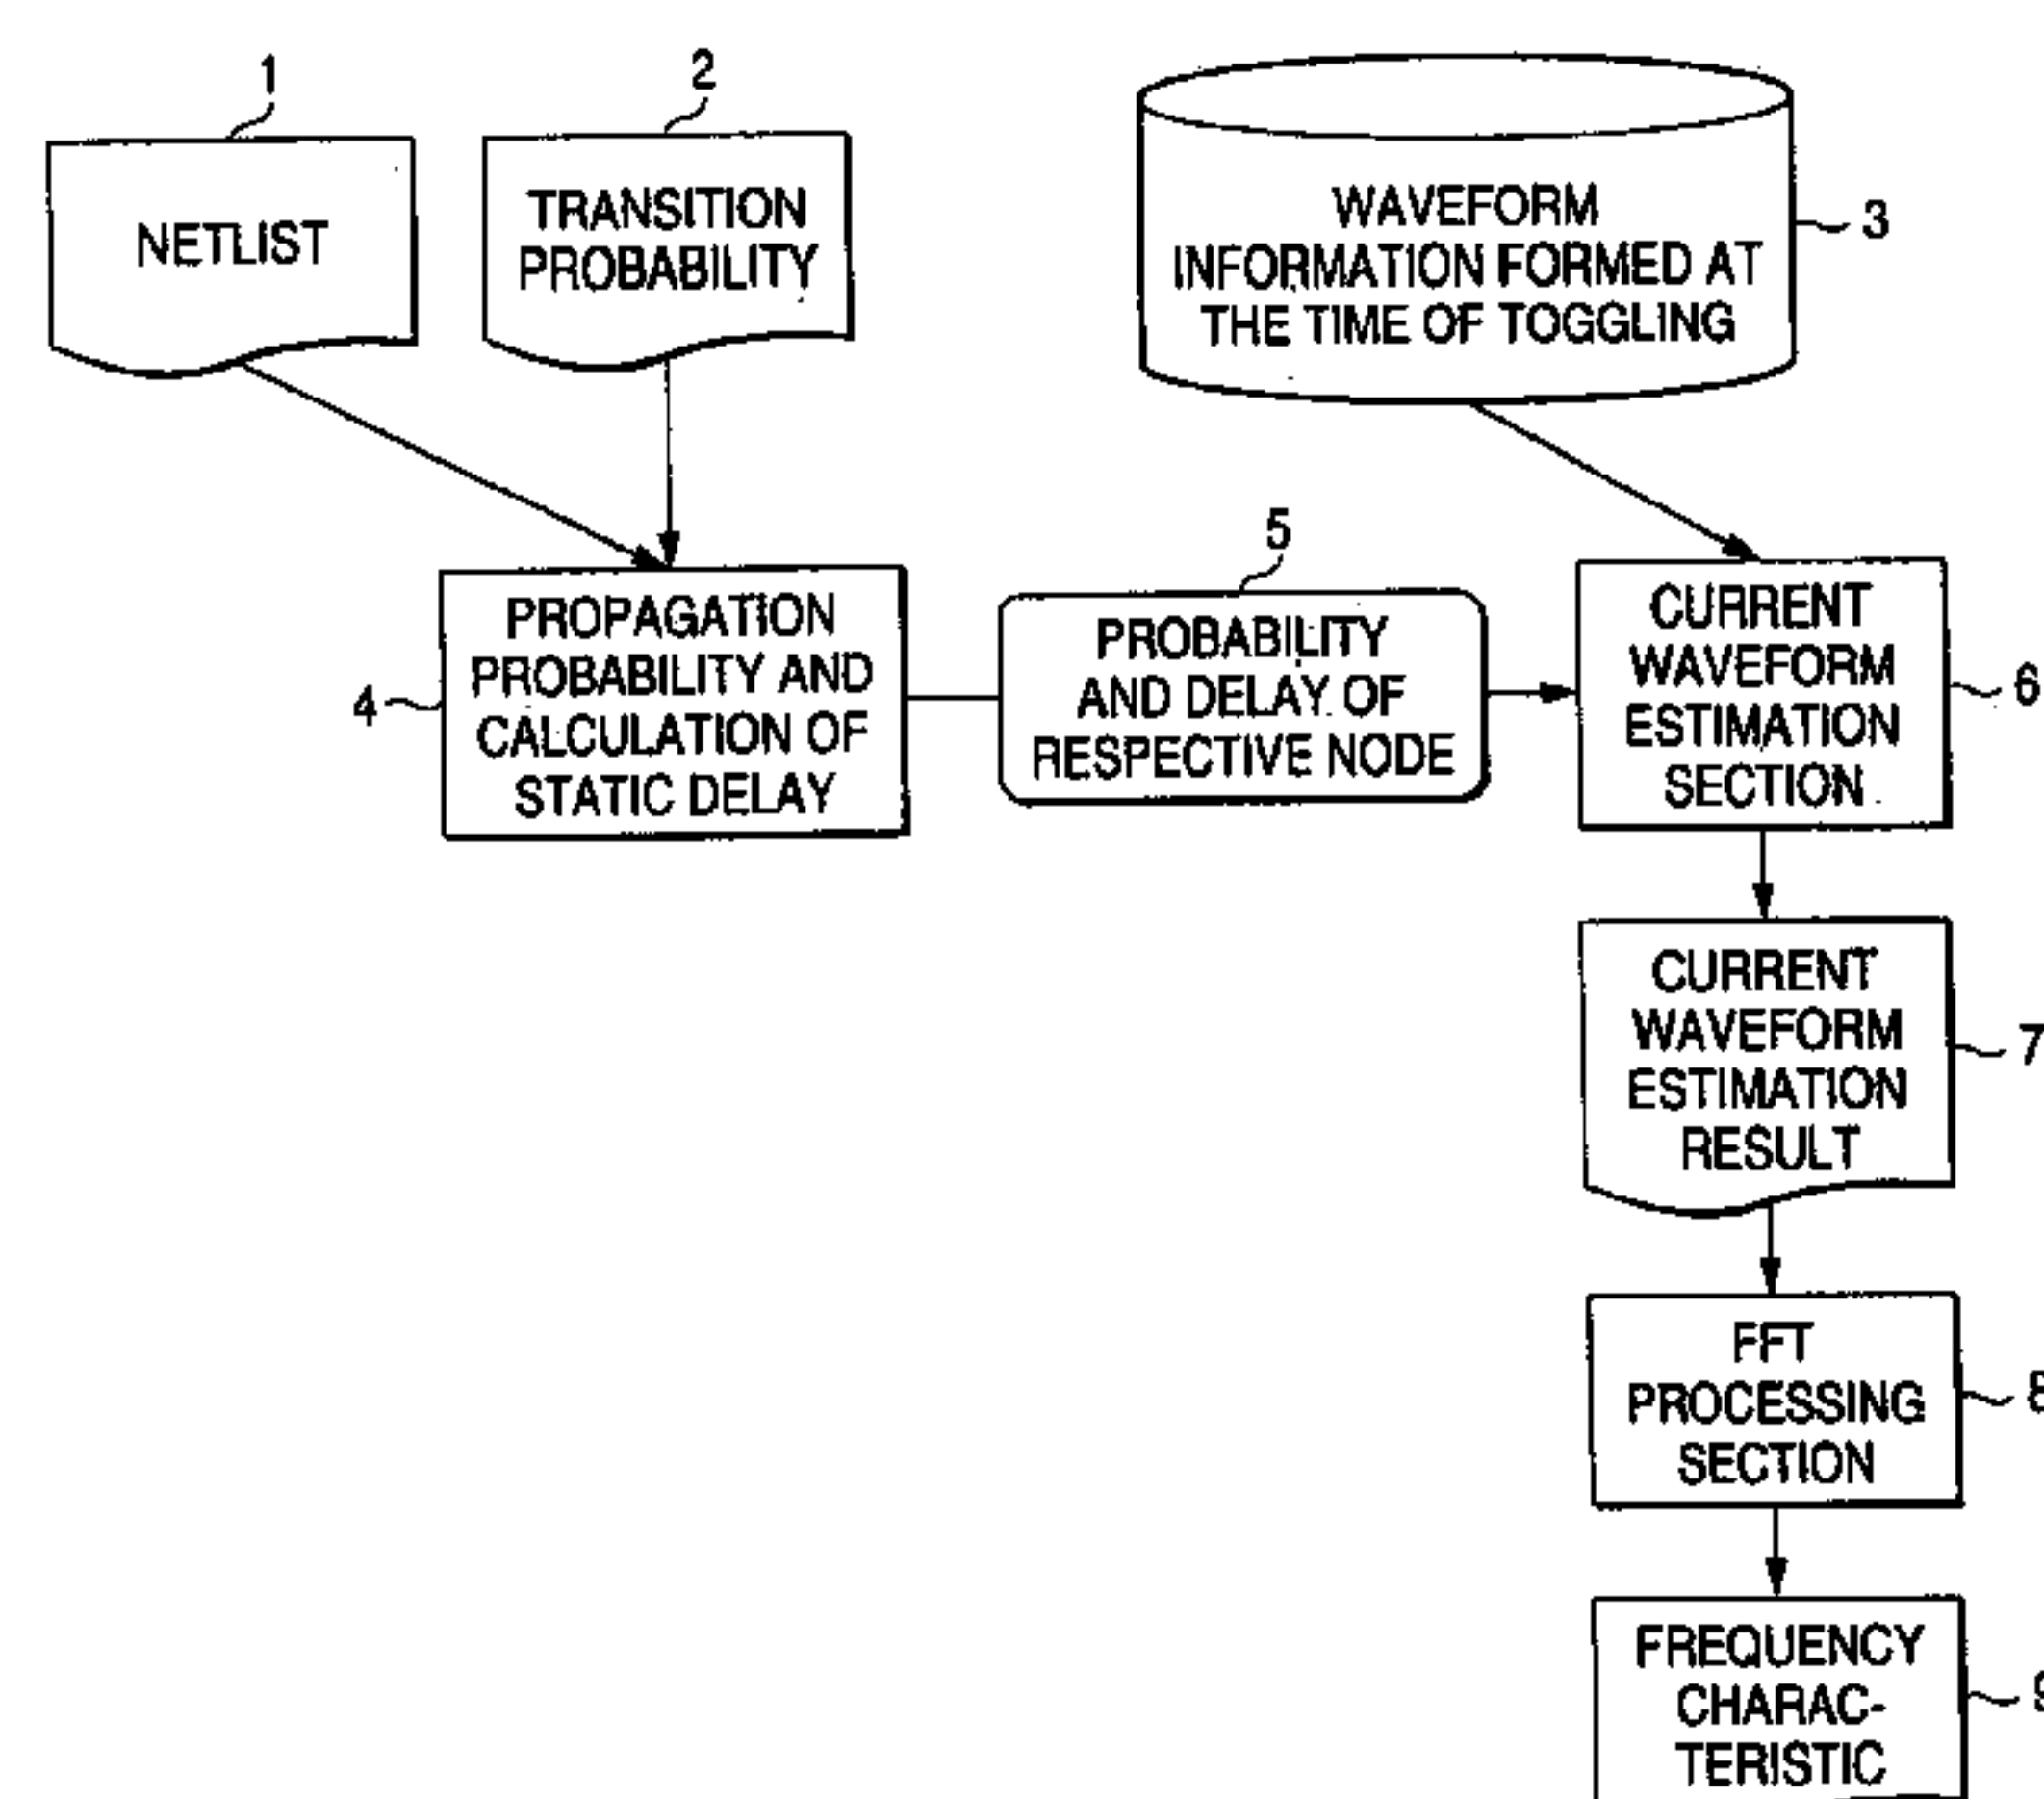 1
NETLIST
2
TRANSITION
PROBABILITY
3
WAVEFORM
INFORMATION FORMED AT
THE TIME OF TOGGLING
4
PROPAGATION
PROBABILITY AND
CALCULATION OF
STATIC DELAY
5
PROBABILITY
AND DELAY OF
RESPECTIVE NODE
6
CURRENT
WAVEFORM
ESTIMATION
SECTION
7
CURRENT
WAVEFORM
ESTIMATION
RESULT
8
FFT
PROCESSING
SECTION
9
FREQUENCY
CHARAC-
TERISTIC